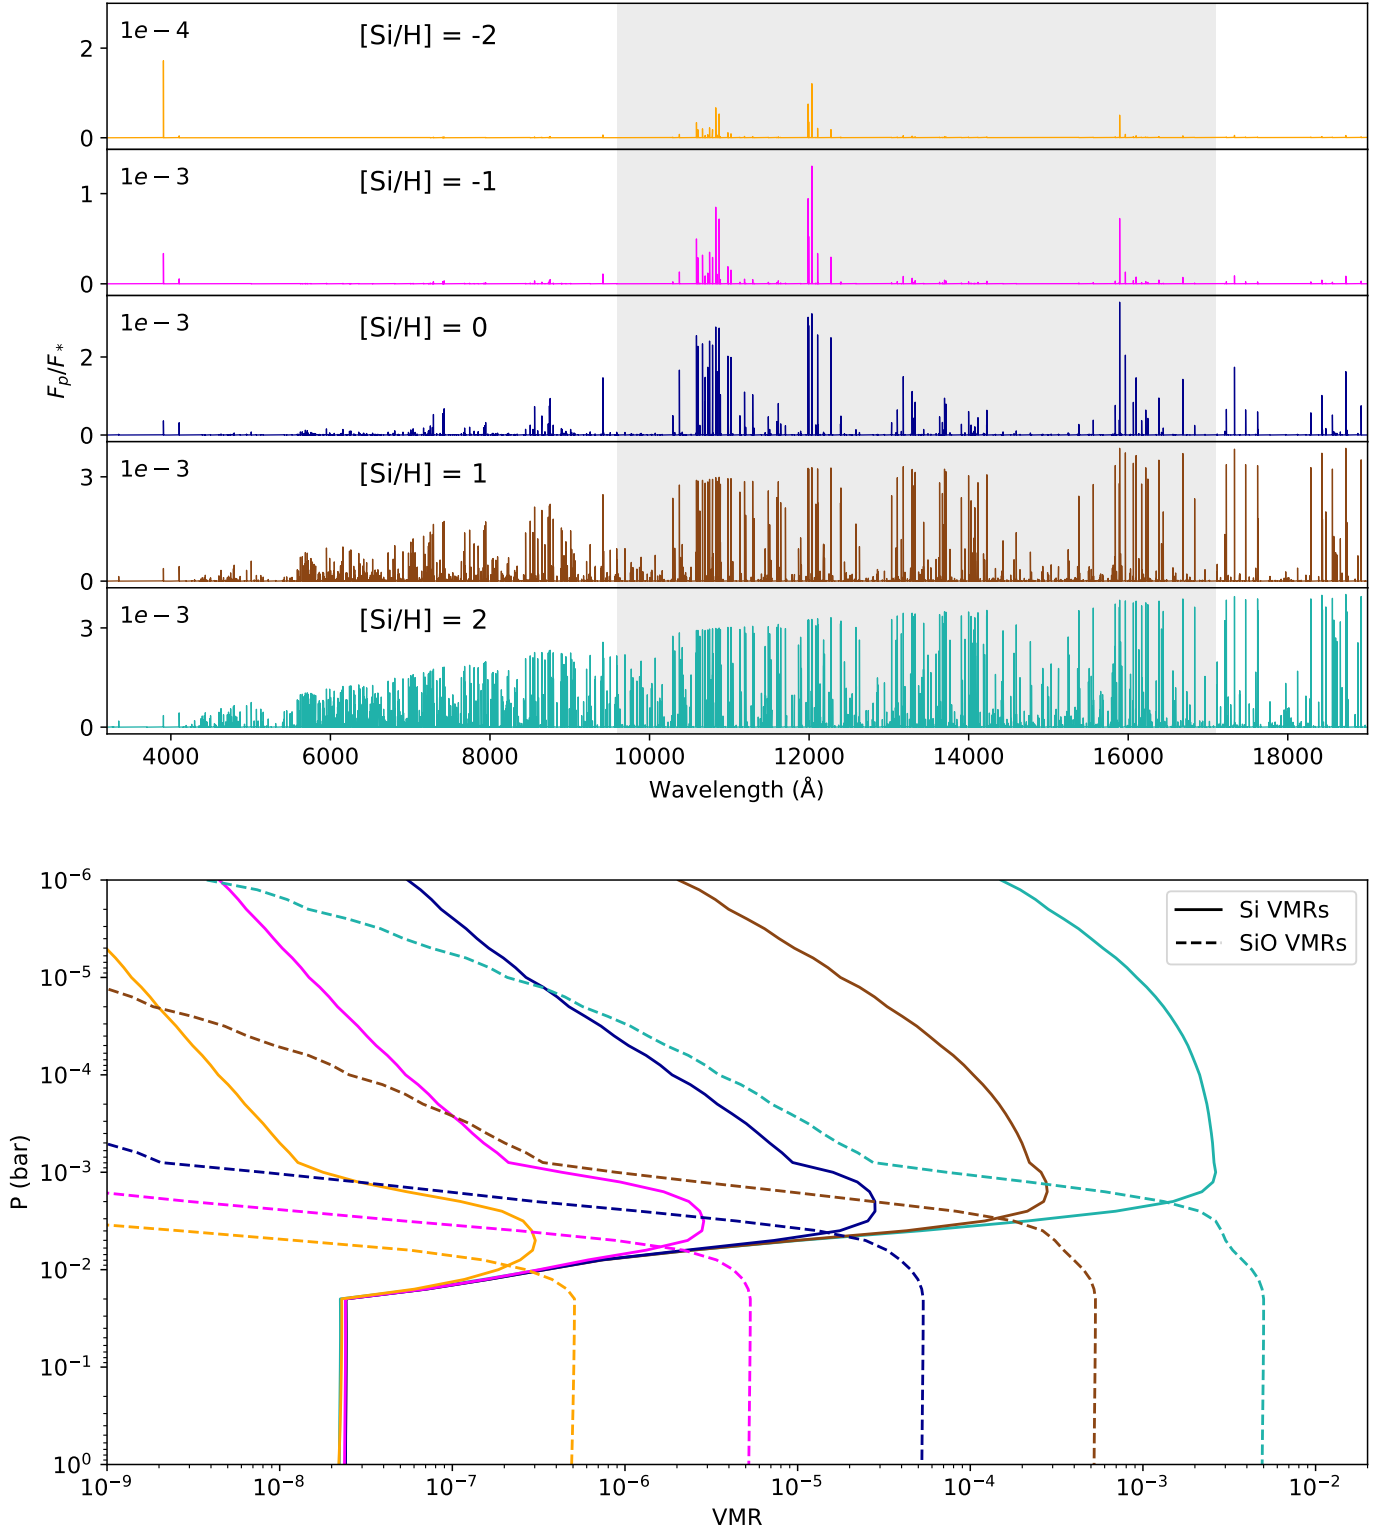 1e−4 [Si/H] = -2
2
0
1e−3 [Si/H] = -1
1
0
1e−3 [Si/H] = 0
2
0
F_p/F_*
1e−3 [Si/H] = 1
3
0
1e−3 [Si/H] = 2
3
0
4000 6000 8000 10000 12000 14000 16000 18000
Wavelength (Å)
10⁻⁶
10⁻⁵
10⁻⁴
10⁻³
10⁻²
10⁻¹
10⁰
P (bar)
Si VMRs
SiO VMRs
10⁻⁹ 10⁻⁸ 10⁻⁷ 10⁻⁶ 10⁻⁵ 10⁻⁴ 10⁻³ 10⁻²
VMR